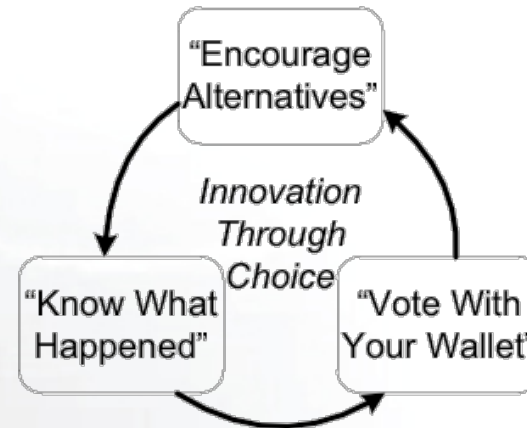 “Encourage
Alternatives”
Innovation
Through
Choice
“Know What
Happened”
“Vote With
Your Wallet”